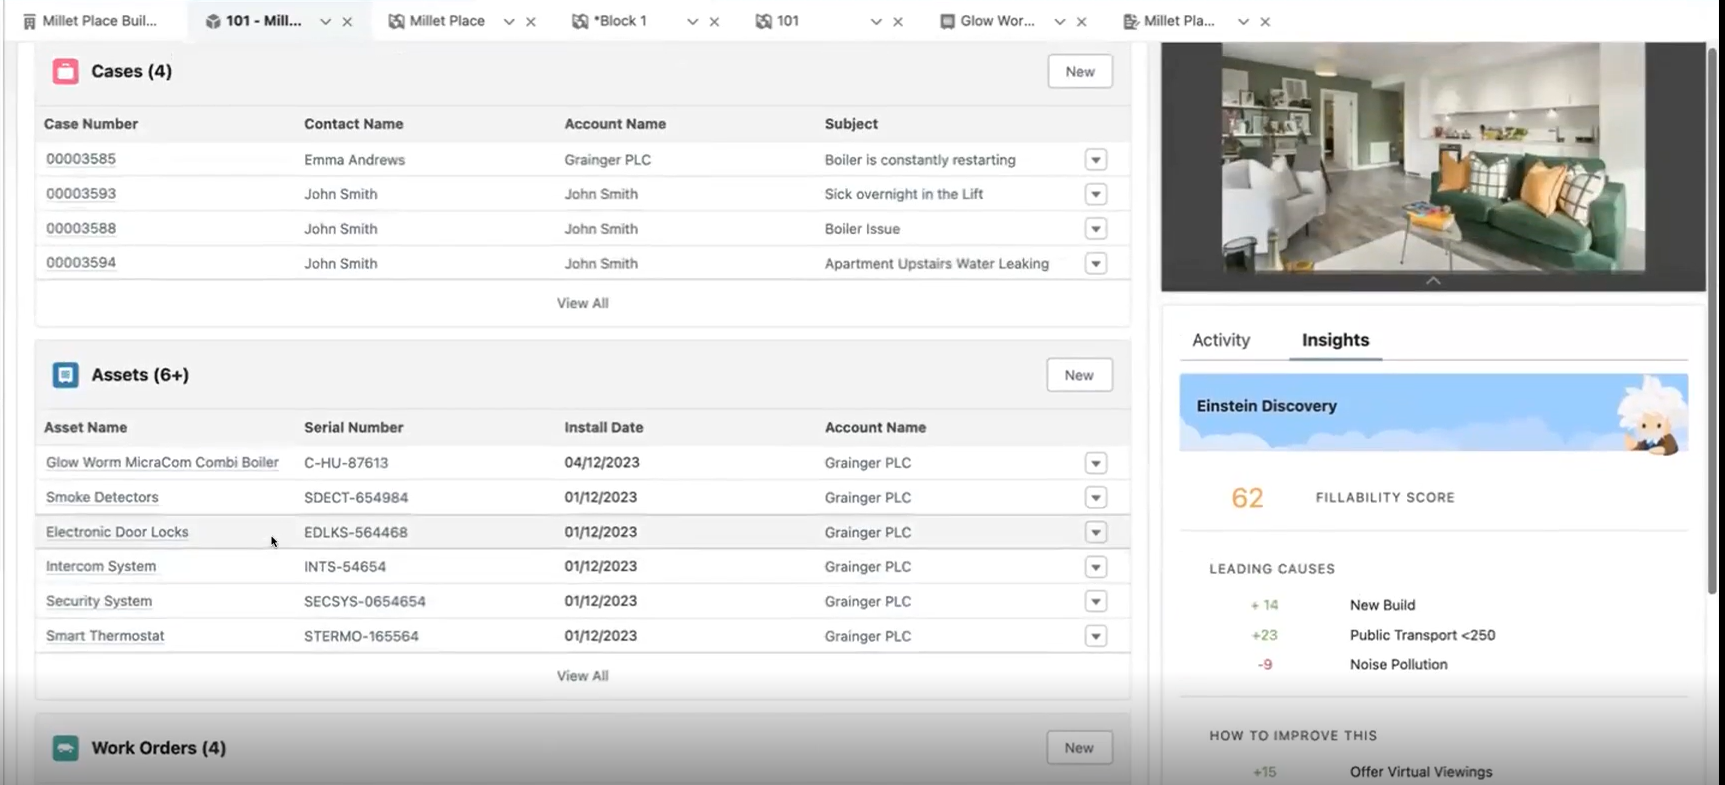 Millet Place Buil...
101 - Mill...
Millet Place
*Block 1
101
Glow Wor...
Millet Pla...
Cases (4)
New
Case Number Contact Name Account Name Subject
00003585 Emma Andrews Grainger PLC Boiler is constantly restarting
00003593 John Smith John Smith Sick overnight in the Lift
00003588 John Smith John Smith Boiler Issue
00003594 John Smith John Smith Apartment Upstairs Water Leaking
View All
Assets (6+)
New
Asset Name Serial Number Install Date Account Name
Glow Worm MicraCom Combi Boiler C-HU-87613 04/12/2023 Grainger PLC
Smoke Detectors SDECT-654984 01/12/2023 Grainger PLC
Electronic Door Locks EDLKS-564468 01/12/2023 Grainger PLC
Intercom System INTS-54654 01/12/2023 Grainger PLC
Security System SECSYS-0654654 01/12/2023 Grainger PLC
Smart Thermostat STERMO-165564 01/12/2023 Grainger PLC
View All
Work Orders (4)
New
Activity Insights
Einstein Discovery
62 FILLABILITY SCORE
LEADING CAUSES
+ 14 New Build
+23 Public Transport <250
-9 Noise Pollution
HOW TO IMPROVE THIS
+15 Offer Virtual Viewings